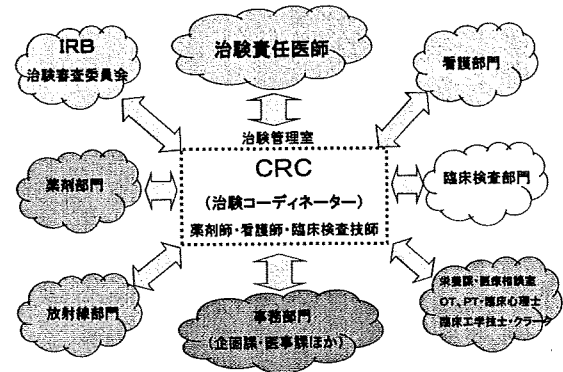 IRB
治験審査委員会
治験責任医師
看護部門
治験管理室
CRC
(治験コーディネーター)
薬剤師・看護師・臨床検査技師
薬剤部門
臨床検査部門
放射線部門
事務部門
(企画課・医事課ほか)
栄養課・医療相談室
OT、PT・臨床心理士
臨床工学技士・クラーク